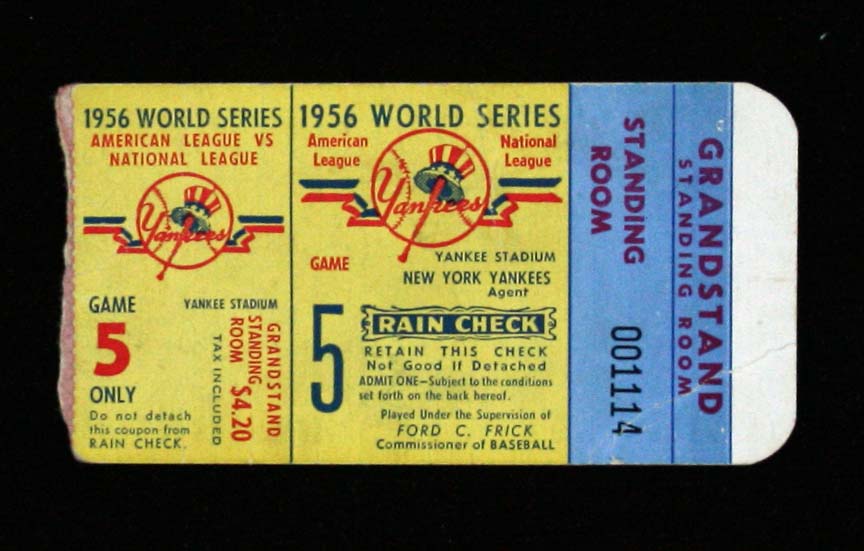 1956 WORLD SERIES
AMERICAN LEAGUE VS
NATIONAL LEAGUE
Yankees
GAME
5
ONLY
YANKEE STADIUM
GRANDSTAND
STANDING
ROOM $4.20
TAX INCLUDED
Do not detach
this coupon from
RAIN CHECK.
1956 WORLD SERIES
American
League
National
League
Yankees
GAME
5
YANKEE STADIUM
NEW YORK YANKEES
Agent
RAIN CHECK
RETAIN THIS CHECK
Not Good if Detached
ADMIT ONE—Subject to the conditions
set forth on the back hereof.
Played Under the Supervision of
FORD C. FRICK
Commissioner of BASEBALL
STANDING
ROOM
001114
GRANDSTAND
STANDING ROOM